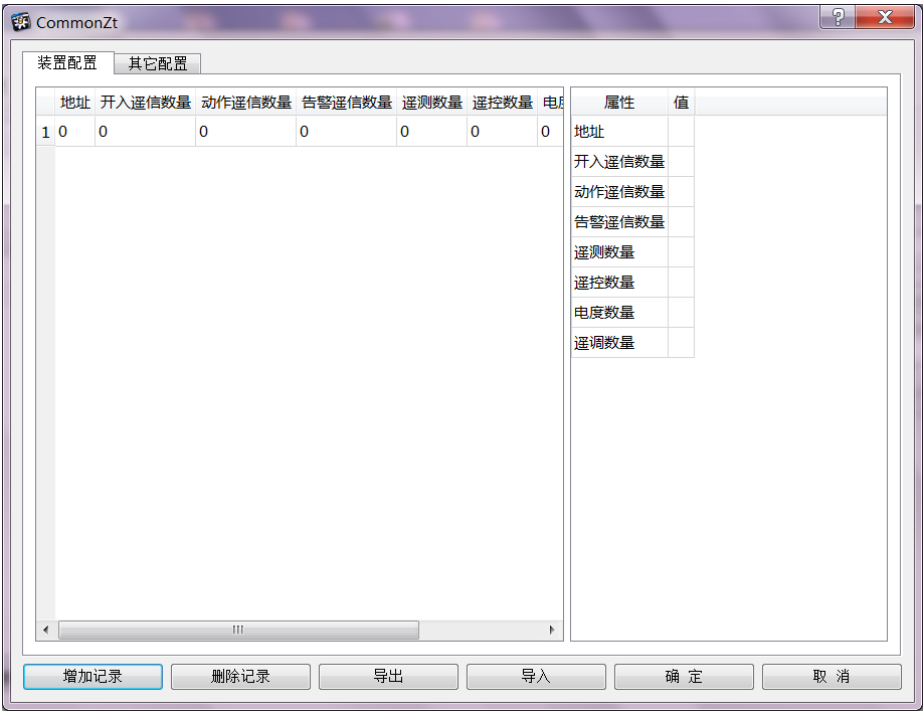 CommonZt
装置配置 其它配置
地址 开入遥信数量 动作遥信数量 告警遥信数量 遥测数量 遥控数量 电 属性 值
1 0 0 0 0 0 0 0 地址
开入遥信数量
动作遥信数量
告警遥信数量
遥测数量
遥控数量
电度数量
遥调数量
增加记录 删除记录 导出 导入 确 定 取 消